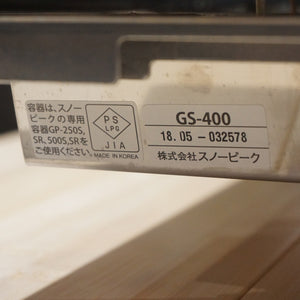 容器は、スノー
ピークの専用
容器GP-250S,
SR、500S,SRを
ご使用ください。
PS
LPG
JIA
MADE IN KOREA
GS-400
18.05-032578
株式会社スノーピーク